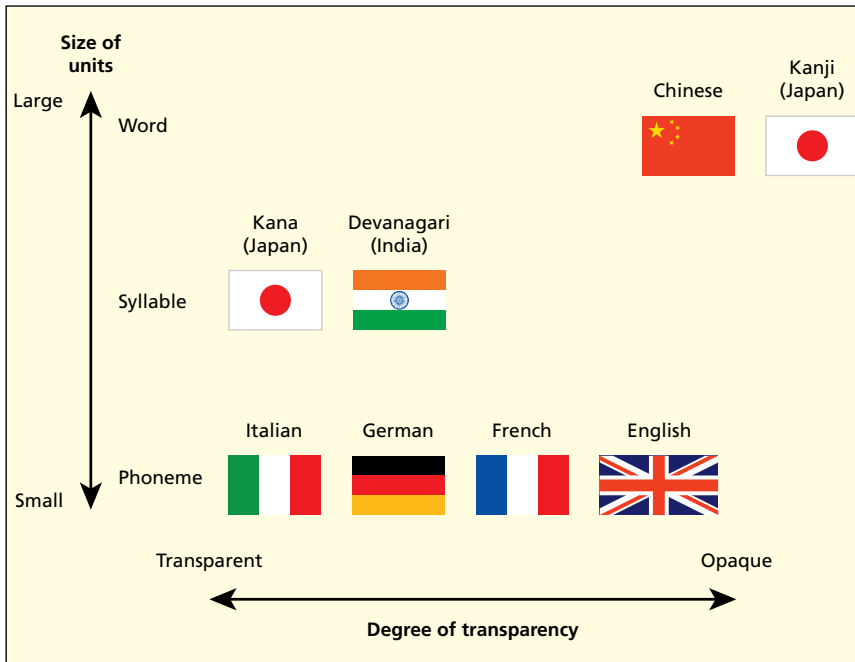 Size of
units
Large
Word
Chinese
Kanji
(Japan)
Kana
(Japan)
Devanagari
(India)
Syllable
Italian
German
French
English
Phoneme
Small
Transparent
Opaque
Degree of transparency